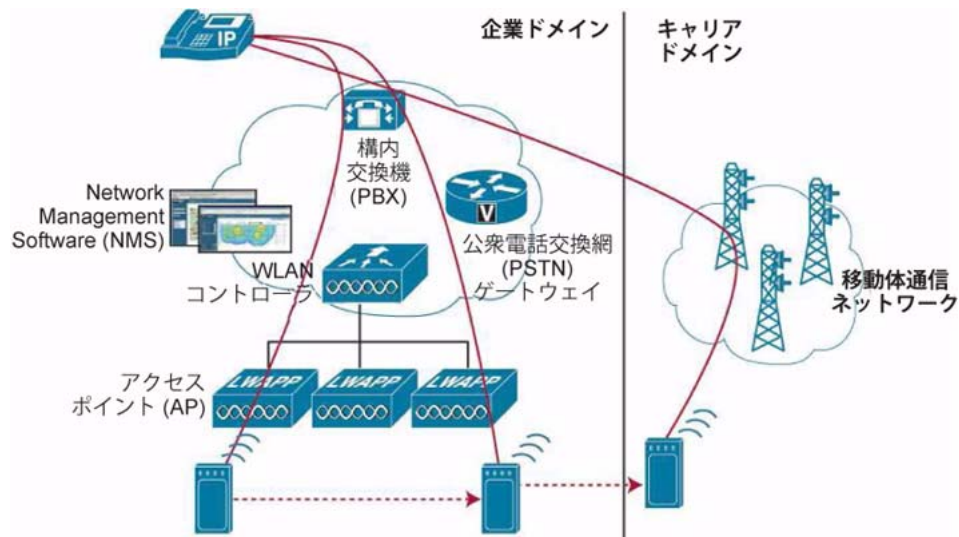 IP
企業ドメイン
キャリア
ドメイン
構内
交換機
(PBX)
Network
Management
Software (NMS)
V
公衆電話交換網
(PSTN)
ゲートウェイ
WLAN
コントローラ
移動体通信
ネットワーク
アクセス
ポイント (AP)
LWAPP
LWAPP
LWAPP